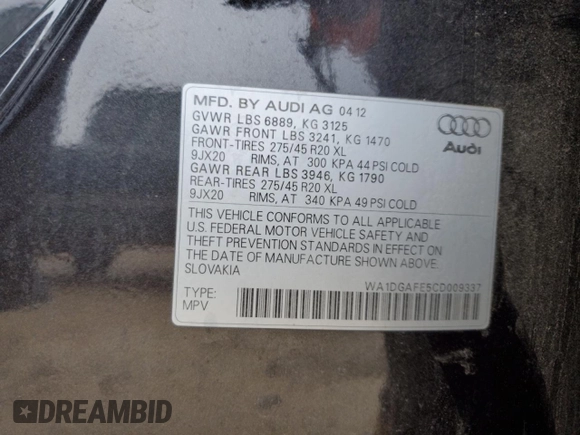 MFD. BY AUDI AG 04 12
GVWR LBS 6889, KG 3125
GAWR FRONT LBS 3241, KG 1470
FRONT-TIRES 275/45 R20 XL
9JX20 RIMS, AT 300 KPA 44 PSI COLD
GAWR REAR LBS 3946, KG 1790
REAR-TIRES 275/45 R20 XL
9JX20 RIMS, AT 340 KPA 49 PSI COLD
Audi
THIS VEHICLE CONFORMS TO ALL APPLICABLE
U.S. FEDERAL MOTOR VEHICLE SAFETY AND
THEFT PREVENTION STANDARDS IN EFFECT ON
THE DATE OF MANUFACTURE SHOWN ABOVE.
SLOVAKIA
WA1DGAFE5CD009337
TYPE:
MPV
DREAMBID